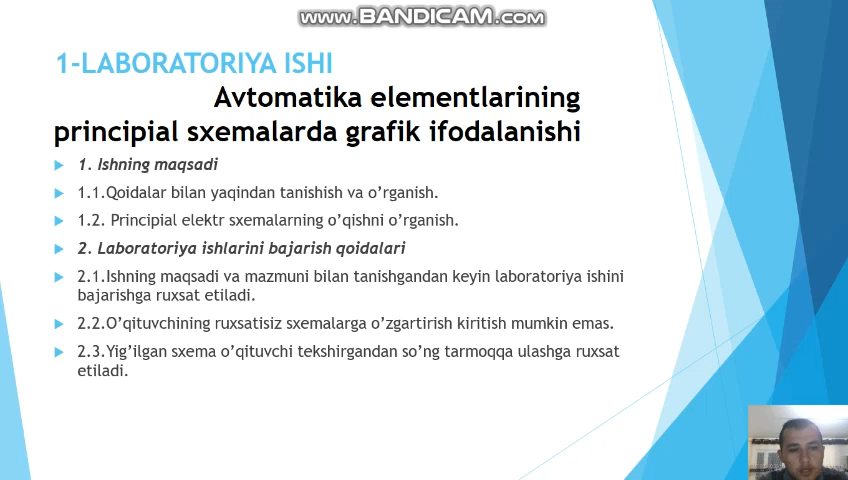 www.BANDICAM.com
1-LABORATORIYA ISHI
Avtomatika elementlarining
principial sxemalarda grafik ifodalanishi
1. Ishning maqsadi
1.1.Qoidalar bilan yaqindan tanishish va o’rganish.
1.2. Principial elektr sxemalarning o’qishni o’rganish.
2. Laboratoriya ishlarini bajarish qoidalari
2.1.Ishning maqsadi va mazmuni bilan tanishgandan keyin laboratoriya ishini
bajarishga ruxsat etiladi.
2.2.O’qituvchining ruxsatisiz sxemalarga o’zgartirish kiritish mumkin emas.
2.3.Yig’ilgan sxema o’qituvchi tekshirgandan so’ng tarmoqqa ulashga ruxsat
etiladi.